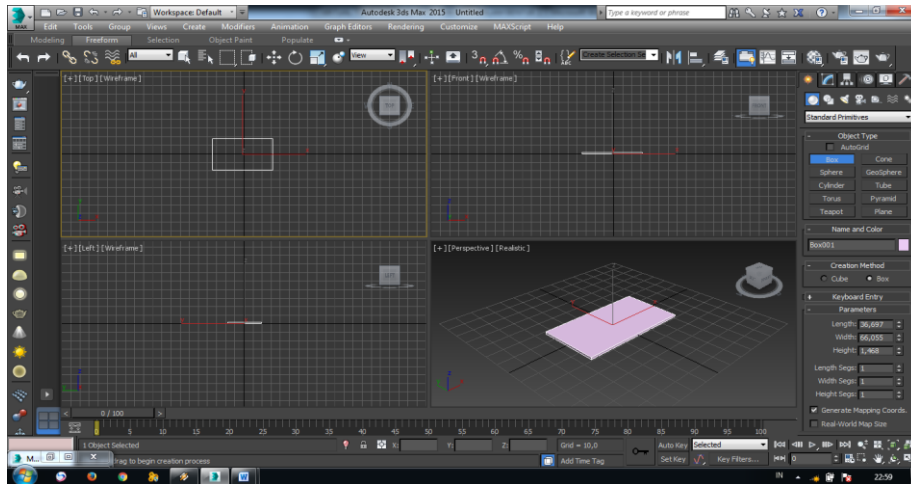 Workspace: Default
Autodesk 3ds Max 2015 Untitled
Type a keyword or phrase
MAX
Edit Tools Group Views Create Modifiers Animation Graph Editors Rendering Customize MAXScript Help
Modeling Freeform Selection Object Paint Populate
All
View
Create Selection Se
[+] [Top] [Wireframe]
[+] [Front] [Wireframe]
[+] [Left] [Wireframe]
[+] [Perspective] [Realistic]
Standard Primitives
Object Type
AutoGrid
Box Cone
Sphere GeoSphere
Cylinder Tube
Torus Pyramid
Teapot Plane
Name and Color
Box001
Creation Method
Cube Box
Keyboard Entry
Parameters
Length: 36,697
Width: 66,055
Height: 1,468
Length Segs: 1
Width Segs: 1
Height Segs: 1
Generate Mapping Coords.
Real-World Map Size
0 / 100
0 5 10 15 20 25 30 35 40 45 50 55 60 65 70 75 80 85 90 95 100
1 Object Selected
X: Y: Z:
Grid = 10,0
Auto Key Selected
M...
drag to begin creation process
Add Time Tag
Set Key Key Filters...
0
IN
22:59